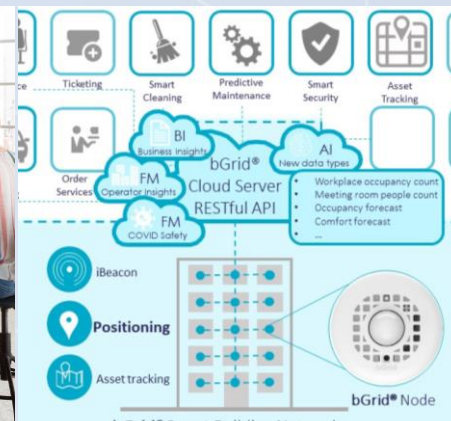 Ticketing
Smart
Cleaning
Predictive
Maintenance
Smart
Security
Asset
Tracking
Order
Services
BI
Business Insights
FM
Operator Insights
FM
COVID Safety
bGrid®
Cloud Server
RESTful API
AI
New data types
• Workplace occupancy count
• Meeting room people count
• Occupancy forecast
• Comfort forecast
• ...
iBeacon
Positioning
Asset tracking
bGrid® Node